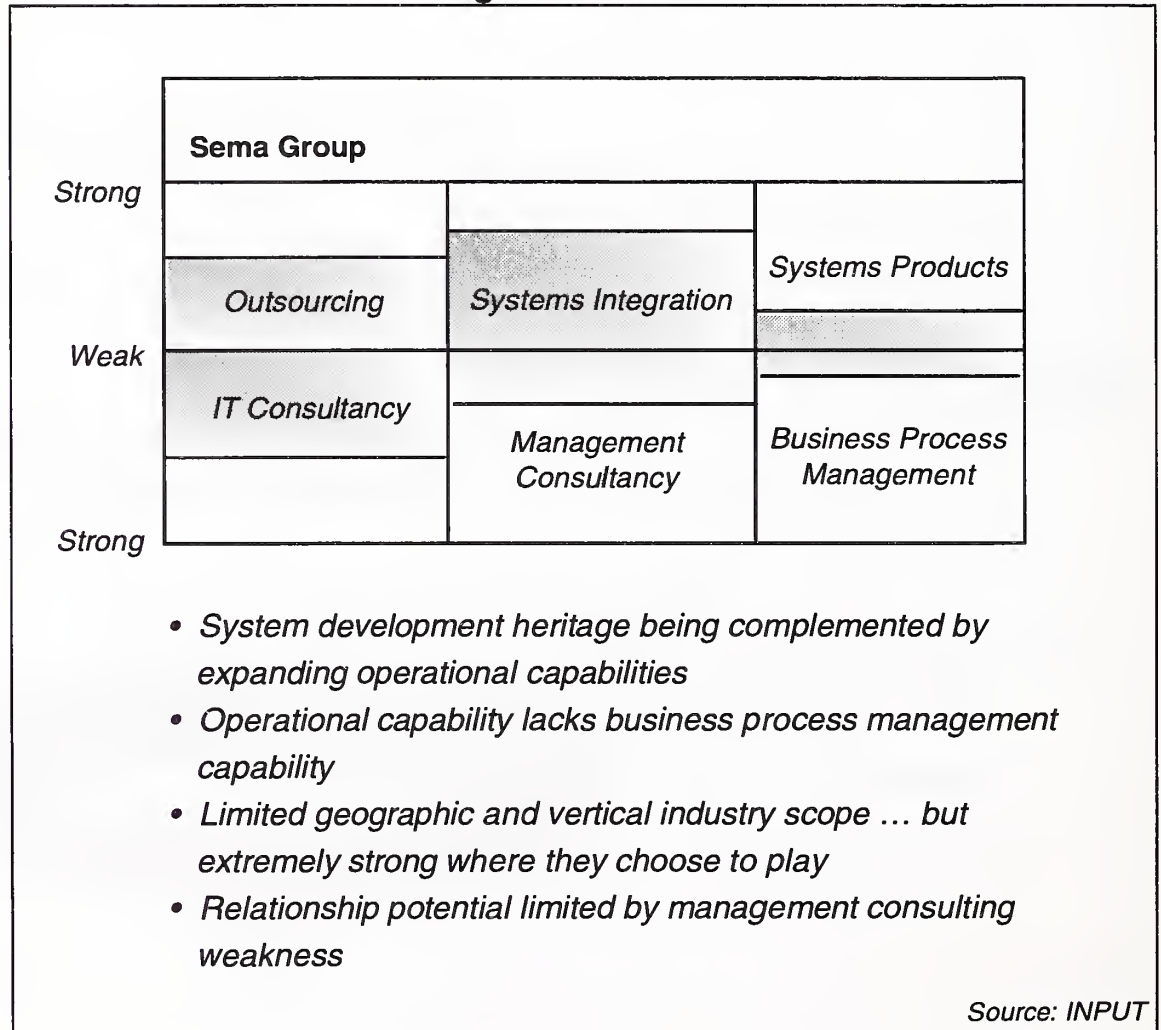 Sema Group
Strong
Systems Products
Outsourcing
Systems Integration
Weak
IT Consultancy
Management
Consultancy
Business Process
Management
Strong
• System development heritage being complemented by
expanding operational capabilities
• Operational capability lacks business process management
capability
• Limited geographic and vertical industry scope ... but
extremely strong where they choose to play
• Relationship potential limited by management consulting
weakness
Source: INPUT